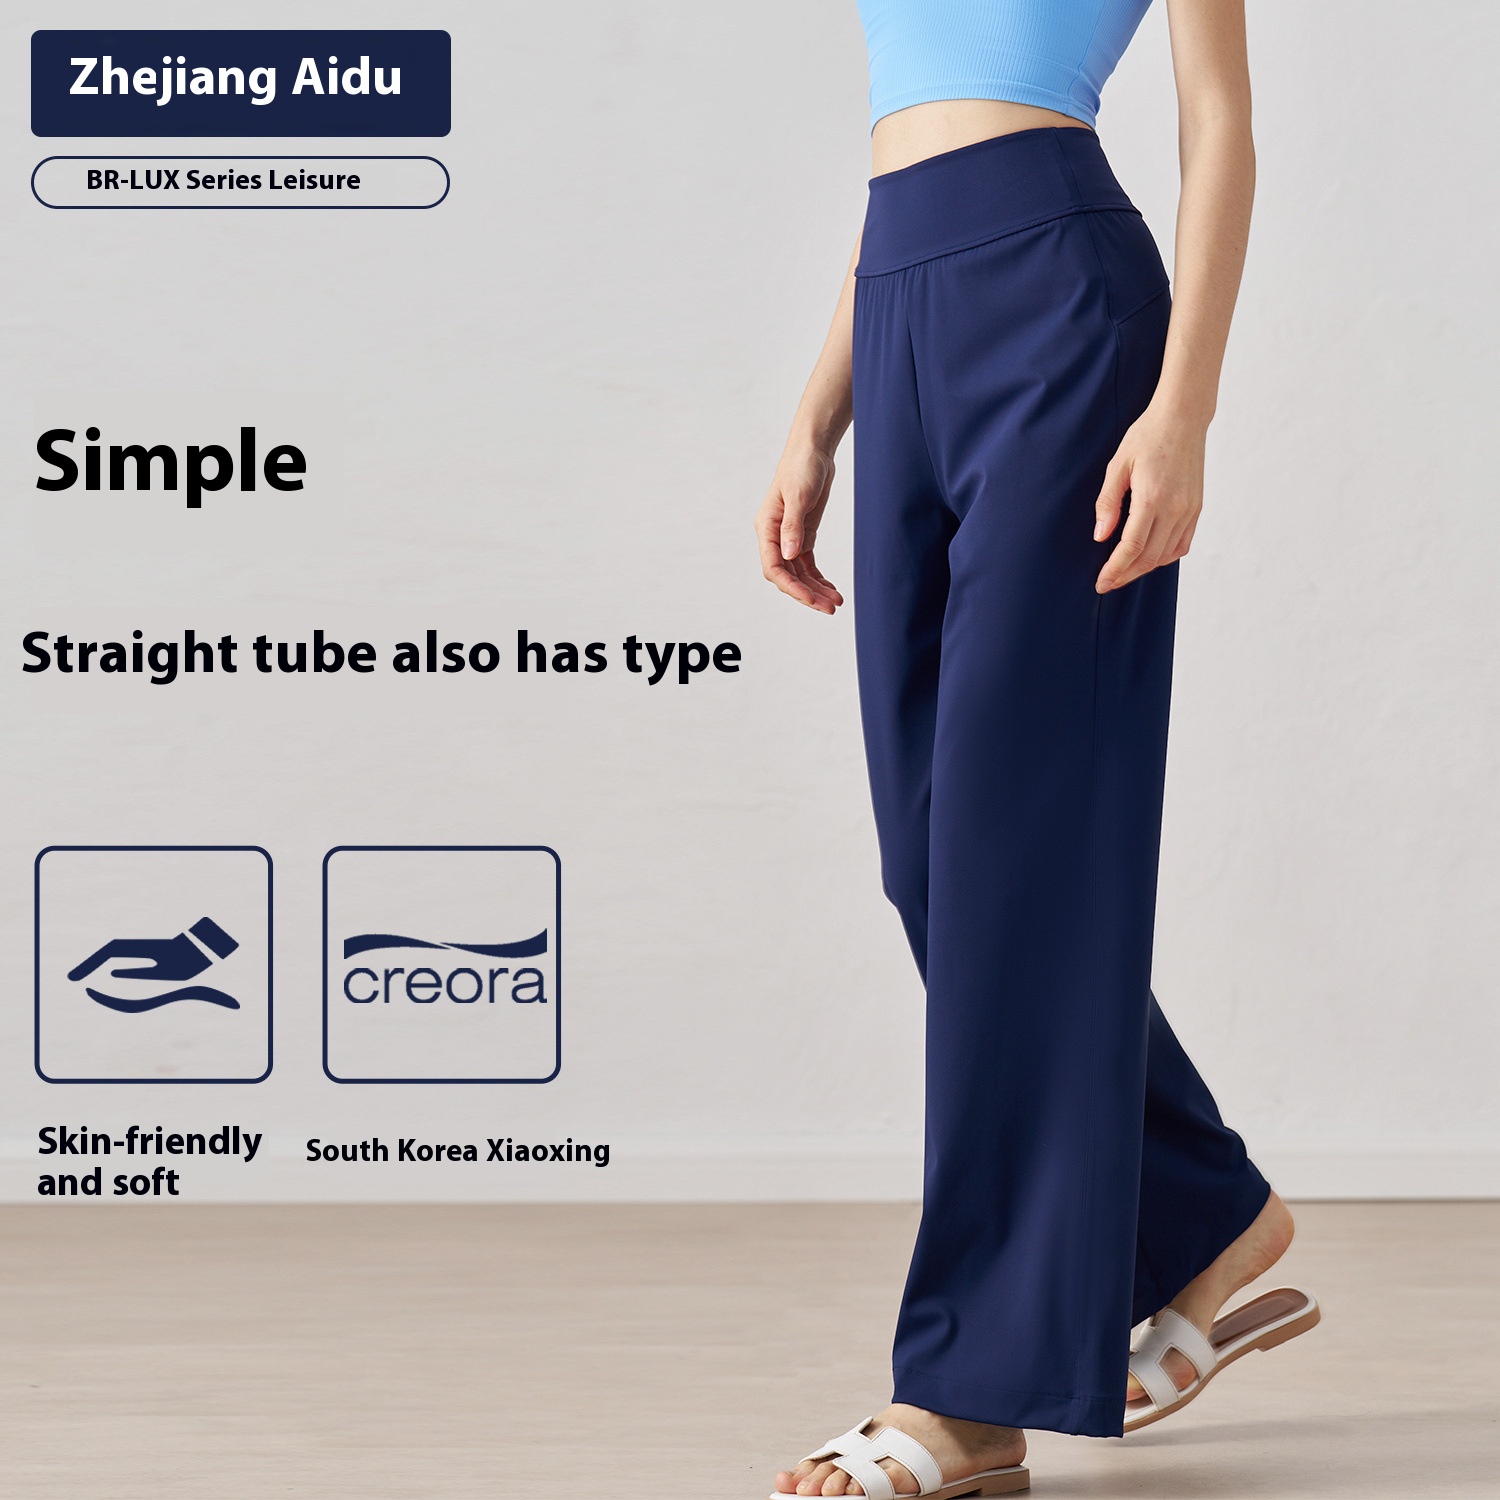 Zhejiang Aidu
BR-LUX Series Leisure
Simple
Straight tube also has type
creora
Skin-friendly
and soft
South Korea Xiaoxing